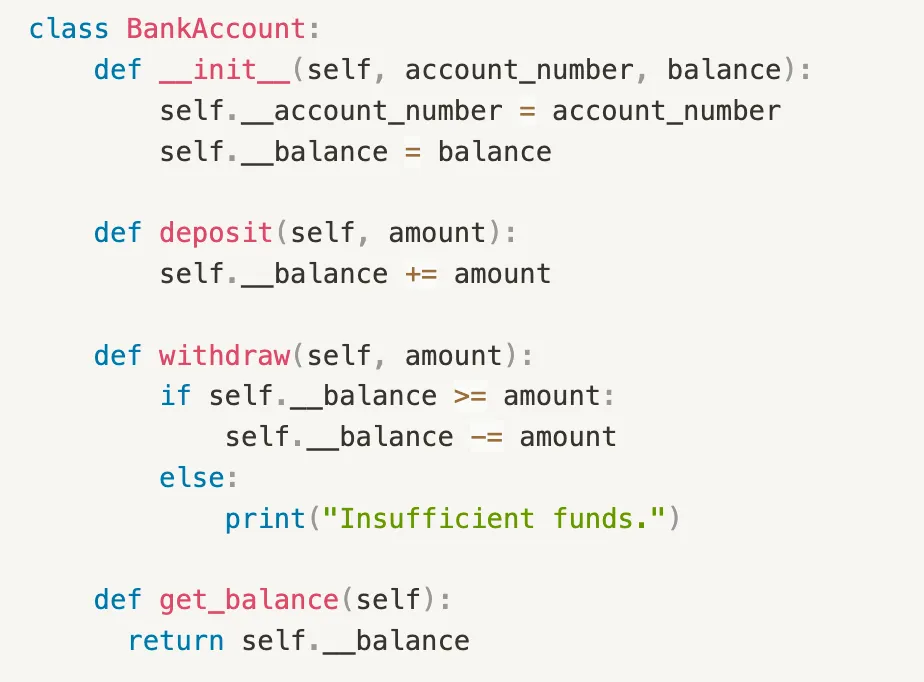 class BankAccount:
    def __init__(self, account_number, balance):
        self.__account_number = account_number
        self.__balance = balance

    def deposit(self, amount):
        self.__balance += amount

    def withdraw(self, amount):
        if self.__balance >= amount:
            self.__balance -= amount
        else:
            print("Insufficient funds.")

    def get_balance(self):
      return self.__balance